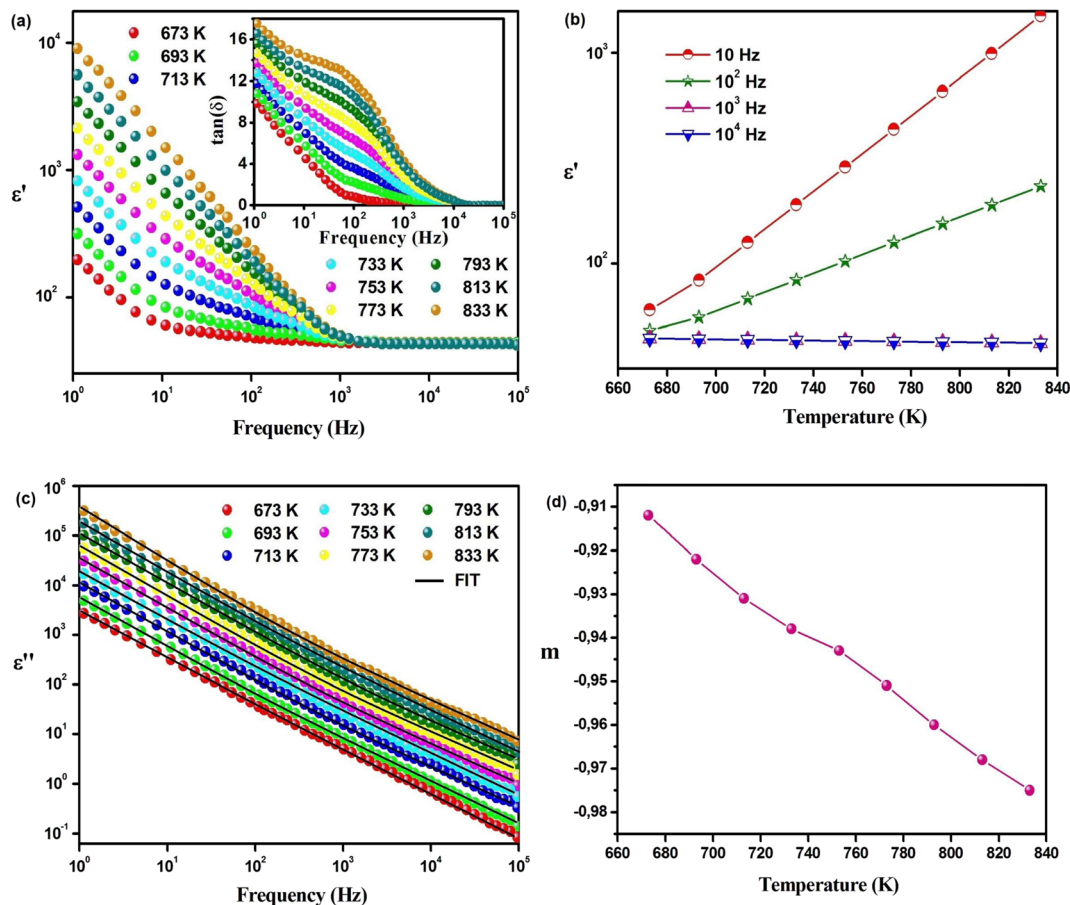 (a)
10⁴
10³
10²
ε'
673 K
693 K
713 K
16
12
8
4
0
tan(δ)
10⁰ 10¹ 10² 10³ 10⁴ 10⁵
Frequency (Hz)
733 K 793 K
753 K 813 K
773 K 833 K
10⁰ 10¹ 10² 10³ 10⁴ 10⁵
Frequency (Hz)
(b)
10³
10²
ε'
10 Hz
10² Hz
10³ Hz
10⁴ Hz
660 680 700 720 740 760 780 800 820 840
Temperature (K)
(c)
10⁶
10⁵
10⁴
10³
10²
10¹
10⁰
10⁻¹
ε''
673 K 733 K 793 K
693 K 753 K 813 K
713 K 773 K 833 K
FIT
10⁰ 10¹ 10² 10³ 10⁴ 10⁵
Frequency (Hz)
(d)
-0,91
-0,92
-0,93
-0,94
-0,95
-0,96
-0,97
-0,98
m
660 680 700 720 740 760 780 800 820 840
Temperature (K)